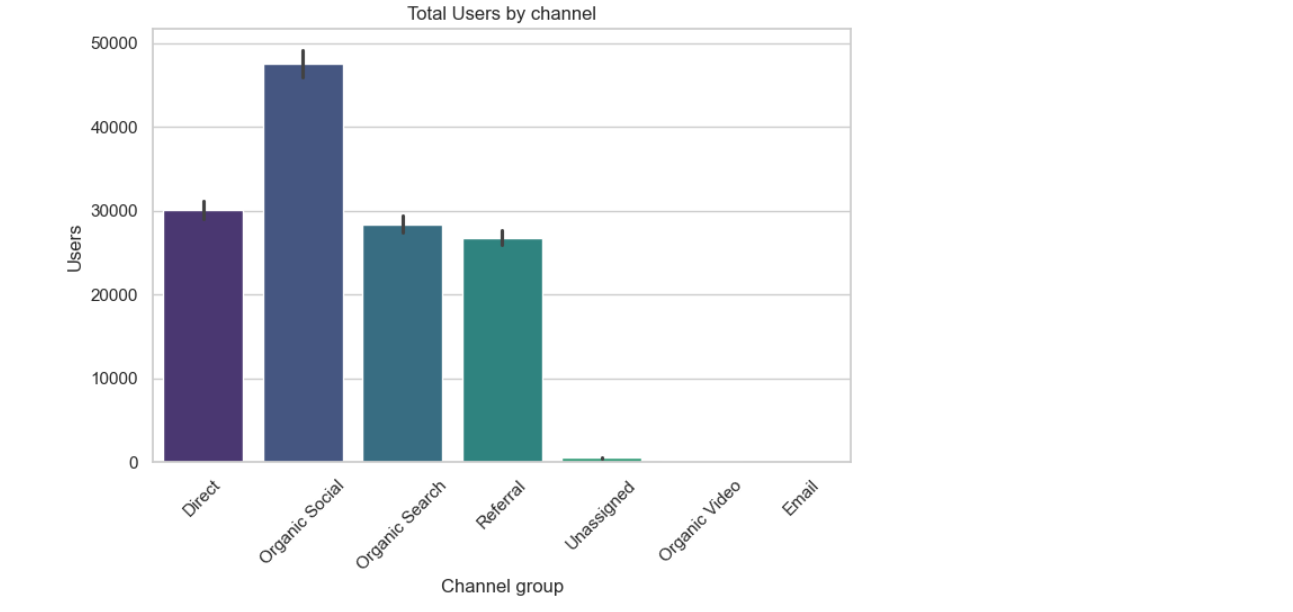 Total Users by channel
50000
40000
30000
20000
10000
0
Users
Direct
Organic Social
Organic Search
Referral
Unassigned
Organic Video
Email
Channel group